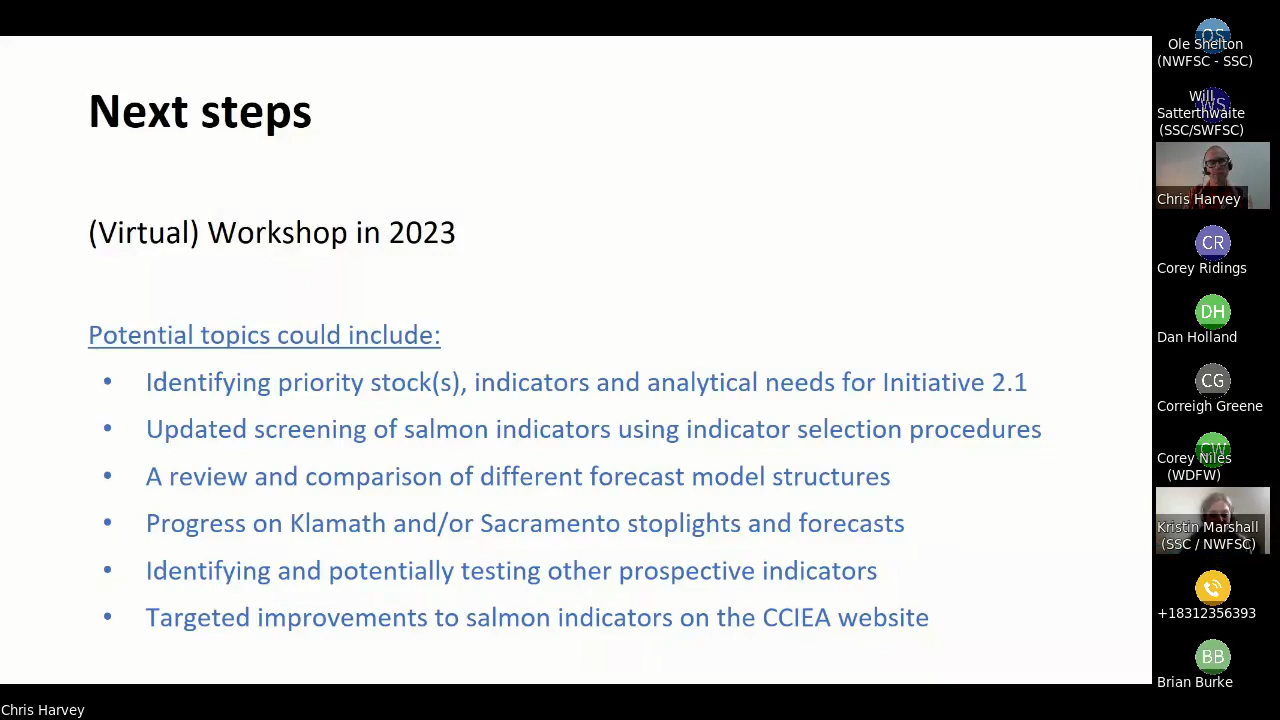 Next steps
(Virtual) Workshop in 2023
Potential topics could include:
• Identifying priority stock(s), indicators and analytical needs for Initiative 2.1
• Updated screening of salmon indicators using indicator selection procedures
• A review and comparison of different forecast model structures
• Progress on Klamath and/or Sacramento stoplights and forecasts
• Identifying and potentially testing other prospective indicators
• Targeted improvements to salmon indicators on the CCIEA website
OS
Ole Shelton
(NWFSC - SSC)
WS
Will
Satterthwaite
(SSC/SWFSC)
Chris Harvey
CR
Corey Ridings
DH
Dan Holland
CG
Correigh Greene
CW
Corey Niles
(WDFW)
Kristin Marshall
(SSC / NWFSC)
+18312356393
BB
Brian Burke
Chris Harvey